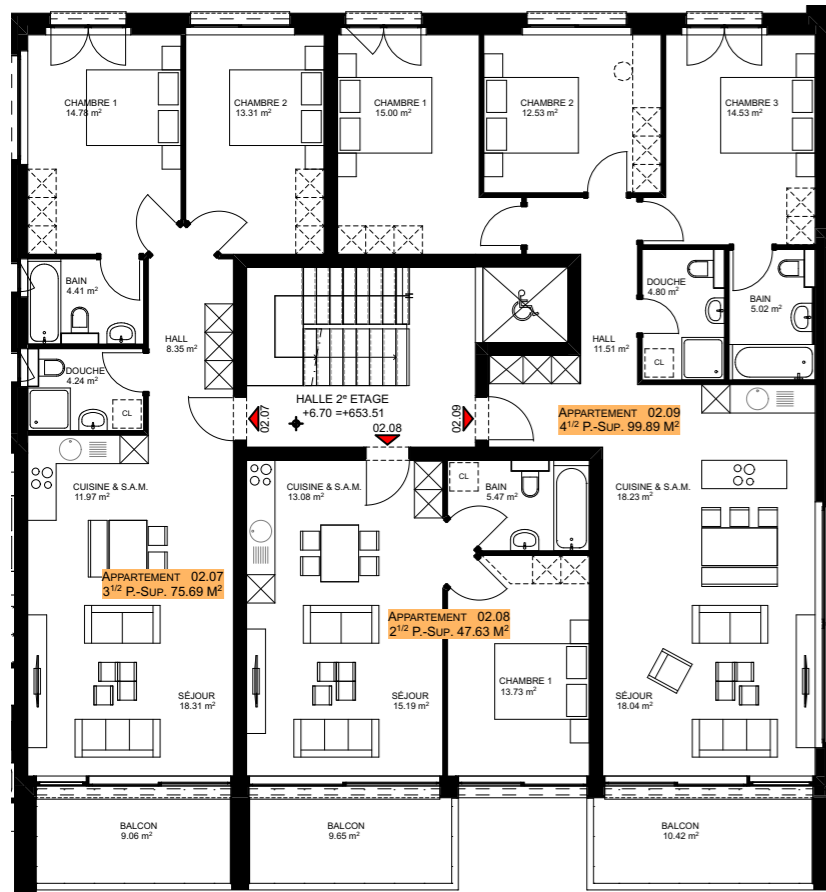 CHAMBRE 1
14.78 m²
CHAMBRE 2
13.31 m²
CHAMBRE 1
15.00 m²
CHAMBRE 2
12.53 m²
CHAMBRE 3
14.53 m²
BAIN
4.41 m²
HALL
8.35 m²
DOUCHE
4.24 m²
CL
DOUCHE
4.80 m²
BAIN
5.02 m²
HALL
11.51 m²
CL
HALLE 2e ETAGE
+6.70 =+653.51
02.07
02.08
02.09
APPARTEMENT 02.09
4 1/2 P.-SUP. 99.89 M²
CUISINE & S.A.M.
11.97 m²
CUISINE & S.A.M.
13.08 m²
CL
BAIN
5.47 m²
CUISINE & S.A.M.
18.23 m²
APPARTEMENT 02.07
3 1/2 P.-SUP. 75.69 M²
APPARTEMENT 02.08
2 1/2 P.-SUP. 47.63 M²
SÉJOUR
18.31 m²
SÉJOUR
15.19 m²
CHAMBRE 1
13.73 m²
SÉJOUR
18.04 m²
BALCON
9.06 m²
BALCON
9.65 m²
BALCON
10.42 m²